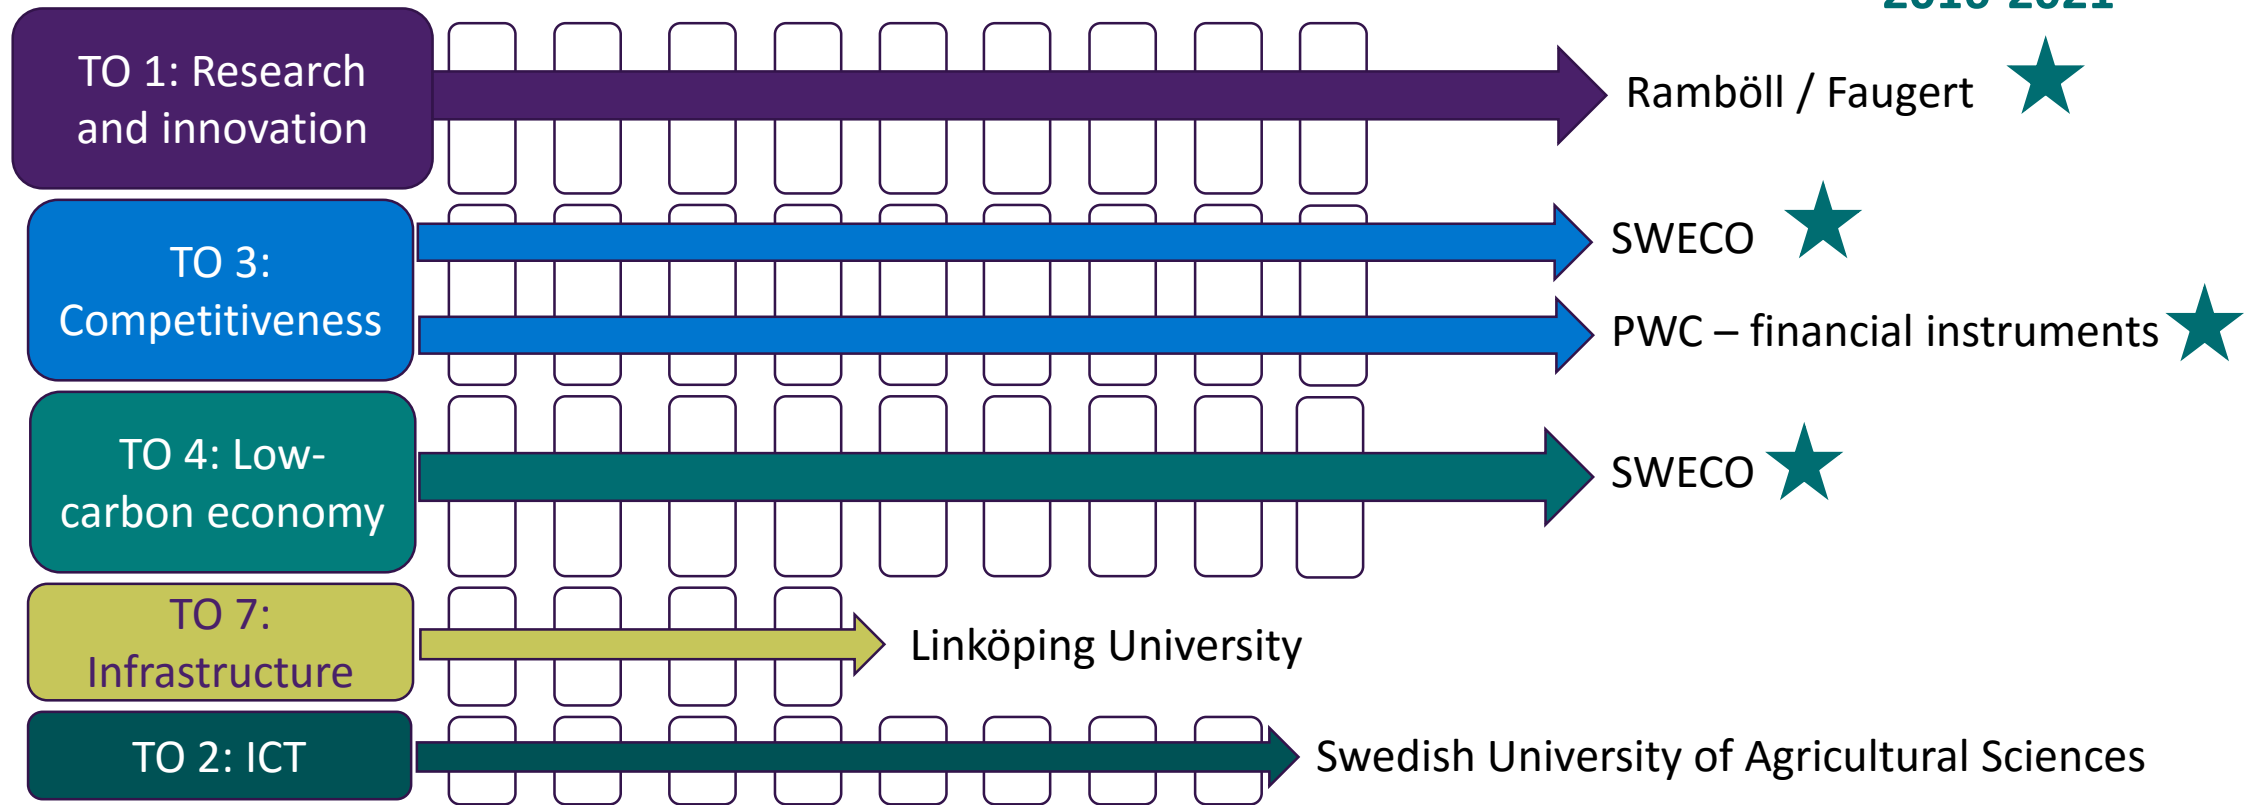 TO 1: Research
and innovation
Ramböll / Faugert
TO 3:
Competitiveness
SWECO
PWC – financial instruments
TO 4: Low-
carbon economy
SWECO
TO 7:
Infrastructure
Linköping University
TO 2: ICT
Swedish University of Agricultural Sciences